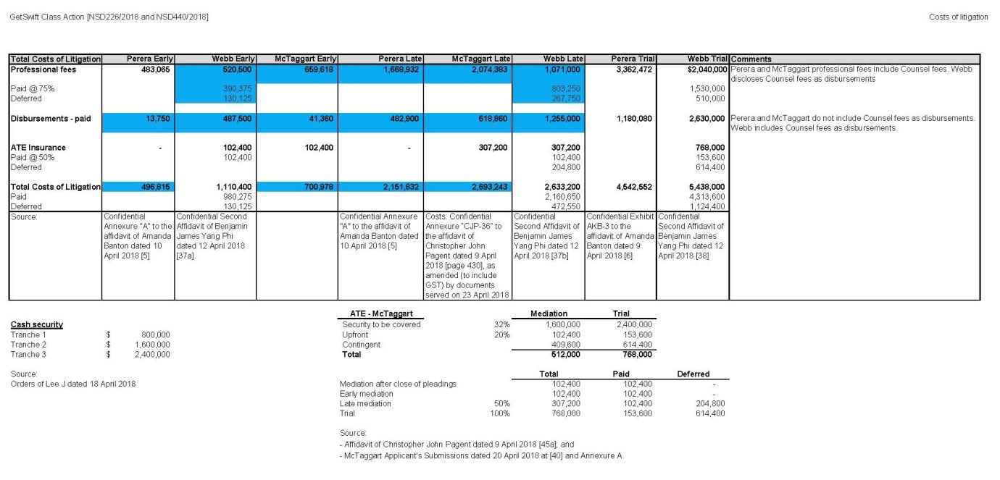 GetSwift Class Action [NSD226/2018 and NSD440/2018] Costs of litigation
Total Costs of Litigation Perera Early Webb Early McTaggart Early Perera Late McTaggart Late Webb Late Perera Trial Webb Trial Comments
Professional fees 483,065 520,500 659,618 1,668,932 2,074,383 1,071,000 3,362,472 $2,040,000 Perera and McTaggart professional fees include Counsel fees. Webb
discloses Counsel fees as disbursements
Paid @ 75% 390,375 803,250 1,530,000
Deferred 130,125 267,750 510,000
Disbursements - paid 13,750 487,500 41,360 482,900 618,860 1,255,000 1,180,080 2,630,000 Perera and McTaggart do not include Counsel fees as disbursements.
Webb includes Counsel fees as disbursements.
ATE Insurance - 102,400 102,400 - 307,200 307,200 768,000
Paid @ 50% 102,400 102,400 153,600
Deferred 204,800 614,400
Total Costs of Litigation 496,815 1,110,400 700,978 2,151,832 2,693,243 2,633,200 4,542,552 5,438,000
Paid 980,275 2,160,650 4,313,600
Deferred 130,125 472,550 1,124,400
Source: Confidential Confidential Second Confidential Annexure Costs: Confidential Confidential Confidential Exhibit Confidential
Annexure "A" to the Affidavit of Benjamin "A" to the affidavit of Annexure "CJP-36" to Second Affidavit of AKB-3 to the Second Affidavit of
affidavit of Amanda James Yang Phi Amanda Banton dated the affidavit of Benjamin James affidavit of Amanda Benjamin James
Banton dated 10 dated 12 April 2018 10 April 2018 [5] Christopher John Yang Phi dated 12 Banton dated 9 Yang Phi dated 12
April 2018 [5] [37a]. Pagent dated 9 April April 2018 [37b] April 2018 [6] April 2018 [38]
2018 [page 430], as
amended (to include
GST) by documents
served on 23 April 2018
ATE - McTaggart Mediation Trial
Cash security Security to be covered 32% 1,600,000 2,400,000
Tranche 1 $ 800,000 Upfront 20% 102,400 153,600
Tranche 2 $ 1,600,000 Contingent 409,600 614,400
Tranche 3 $ 2,400,000 Total 512,000 768,000
Source: Total Paid Deferred
Orders of Lee J dated 18 April 2018 Mediation after close of pleadings 102,400 102,400 -
Early mediation 102,400 102,400 -
Late mediation 50% 307,200 102,400 204,800
Trial 100% 768,000 153,600 614,400
Source:
- Affidavit of Christopher John Pagent dated 9 April 2018 [45a]; and
- McTaggart Applicant's Submissions dated 20 April 2018 at [40] and Annexure A